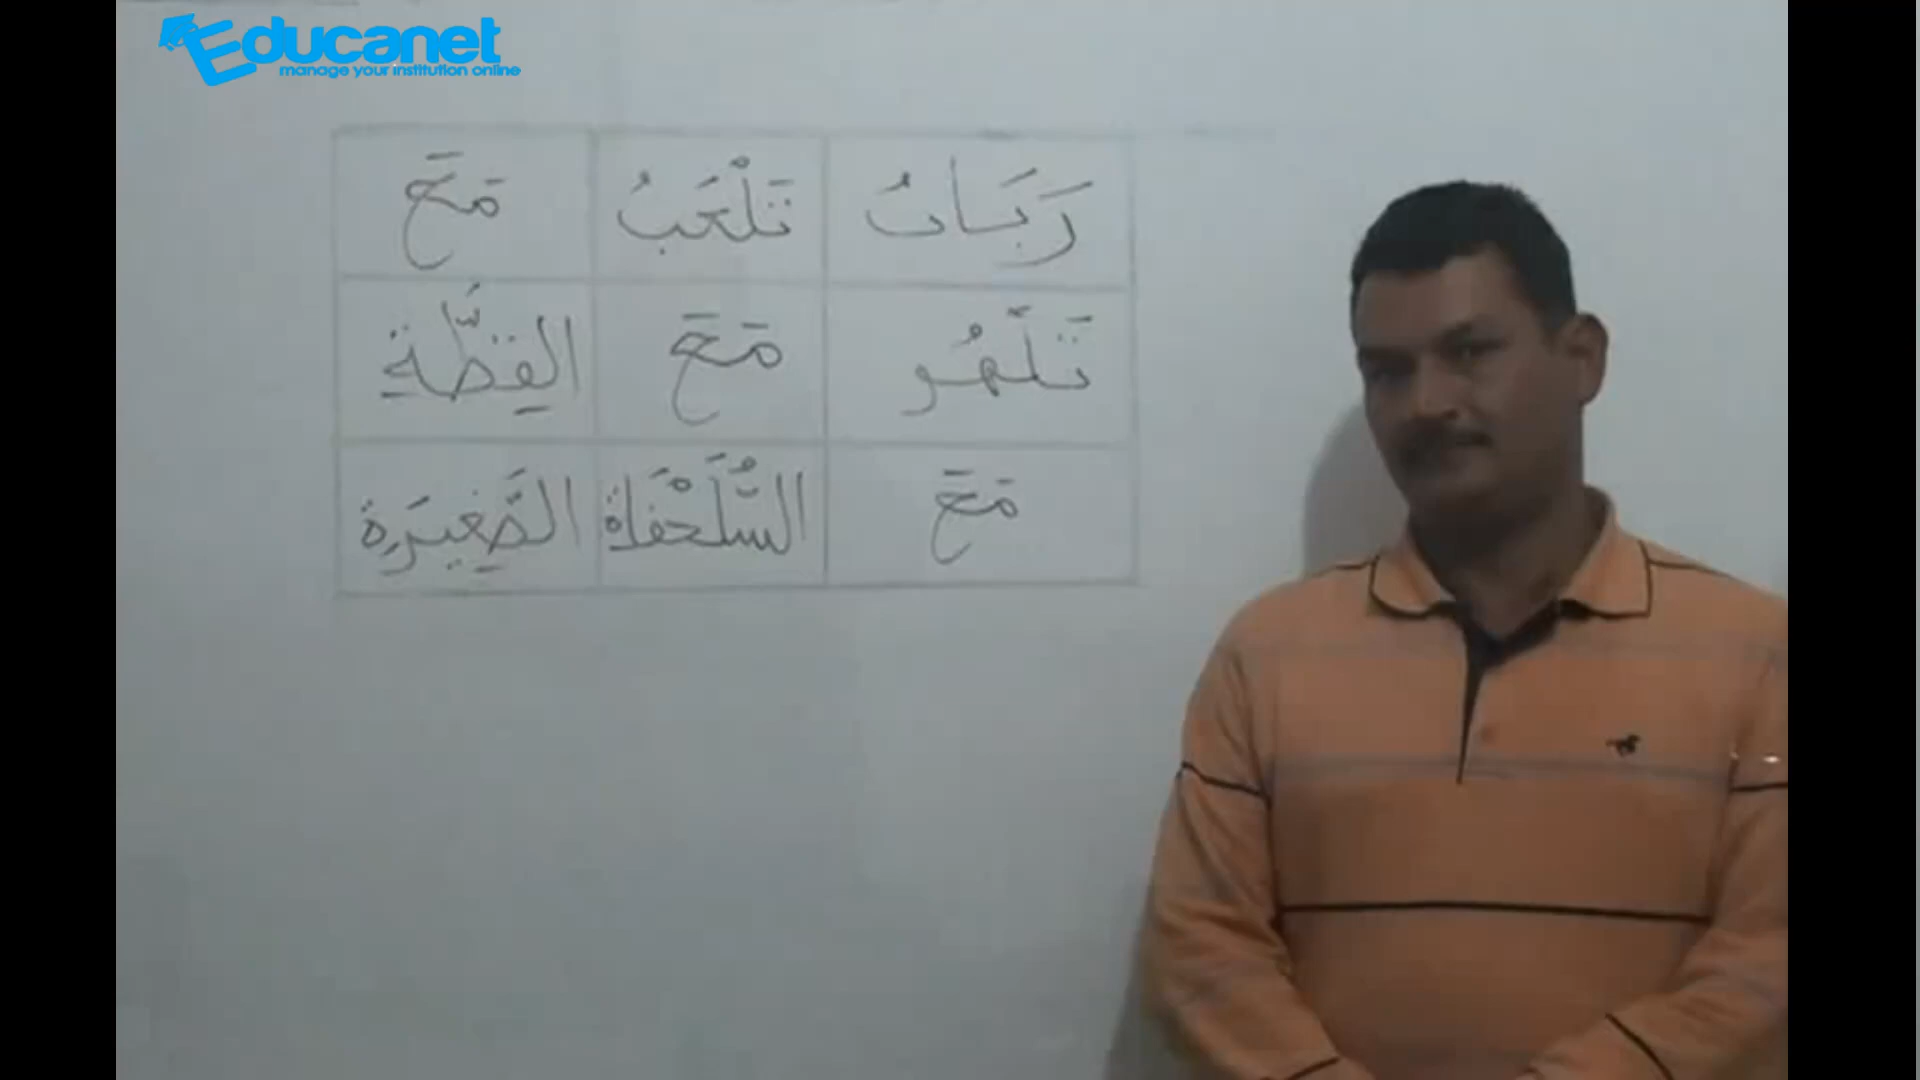 Educanet
manage your institution online
رَبَابُ تَلْعَبُ مَعَ
تَلْهُو مَعَ القِطَّةِ
مَعَ السُّلَحْفَاةِ الصَّغِيرَةِ